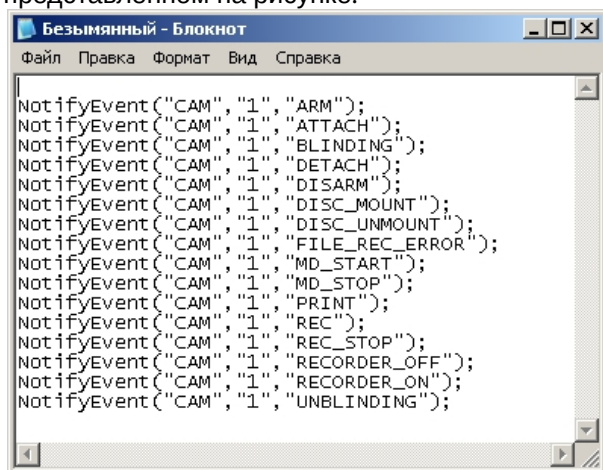 представленном на рисунке.
Безымянный - Блокнот
Файл Правка Формат Вид Справка
NotifyEvent("CAM","1","ARM");
NotifyEvent("CAM","1","ATTACH");
NotifyEvent("CAM","1","BLINDING");
NotifyEvent("CAM","1","DETACH");
NotifyEvent("CAM","1","DISARM");
NotifyEvent("CAM","1","DISC_MOUNT");
NotifyEvent("CAM","1","DISC_UNMOUNT");
NotifyEvent("CAM","1","FILE_REC_ERROR");
NotifyEvent("CAM","1","MD_START");
NotifyEvent("CAM","1","MD_STOP");
NotifyEvent("CAM","1","PRINT");
NotifyEvent("CAM","1","REC");
NotifyEvent("CAM","1","REC_STOP");
NotifyEvent("CAM","1","RECORDER_OFF");
NotifyEvent("CAM","1","RECORDER_ON");
NotifyEvent("CAM","1","UNBLINDING");